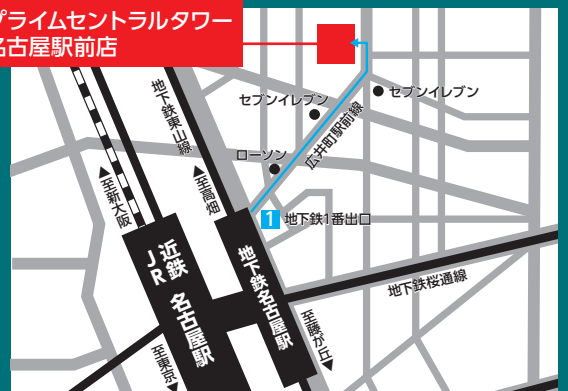 プライムセントラルタワー
名古屋駅前店
地下鉄東山線
セブンイレブン
セブンイレブン
広井町駅前線
ローソン
▲至新大阪
▲至高畑
1 地下鉄1番出口
JR
近鉄
名古屋駅
地下鉄名古屋駅
地下鉄桜通線
至東京▼
至藤が丘▼